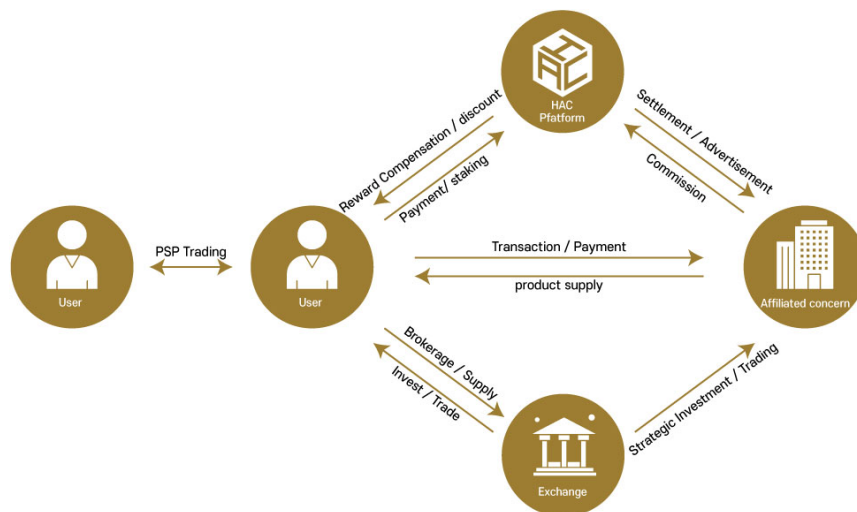 HAC
HAC
Pfatform
Reward Compensation / discount
Payment/ staking
Settlement / Advertisement
Commission
PSP Trading
User
User
Transaction / Payment
product supply
Affiliated concern
Brokerage / Supply
Invest / Trade
Strategic Investment / Trading
Exchange